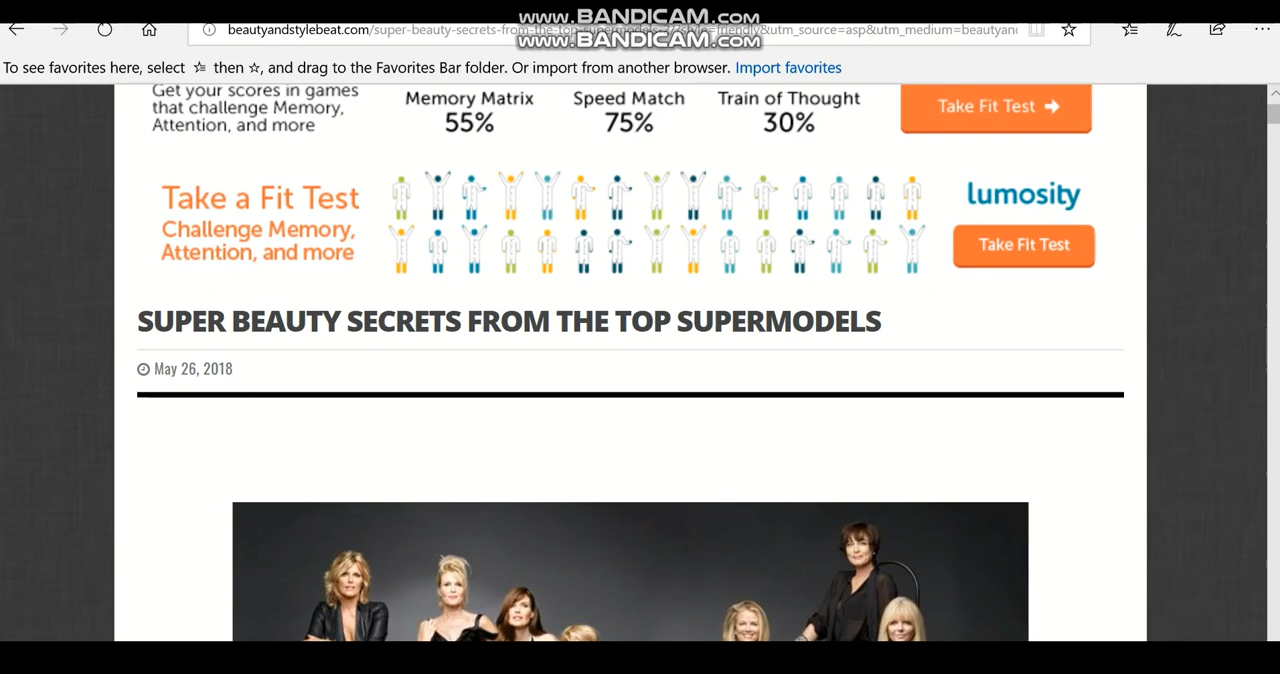 www.BANDICAM.com
www.BANDICAM.com
beautyandstylebeat.com/super-beauty-secrets-from-the-top-supermodels
friendly&utm_source=asp&utm_medium=beautyand
To see favorites here, select then , and drag to the Favorites Bar folder. Or import from another browser. Import favorites
Get your scores in games
that challenge Memory,
Attention, and more
Memory Matrix
55%
Speed Match
75%
Train of Thought
30%
Take Fit Test
Take a Fit Test
Challenge Memory,
Attention, and more
lumosity
Take Fit Test
SUPER BEAUTY SECRETS FROM THE TOP SUPERMODELS
May 26, 2018